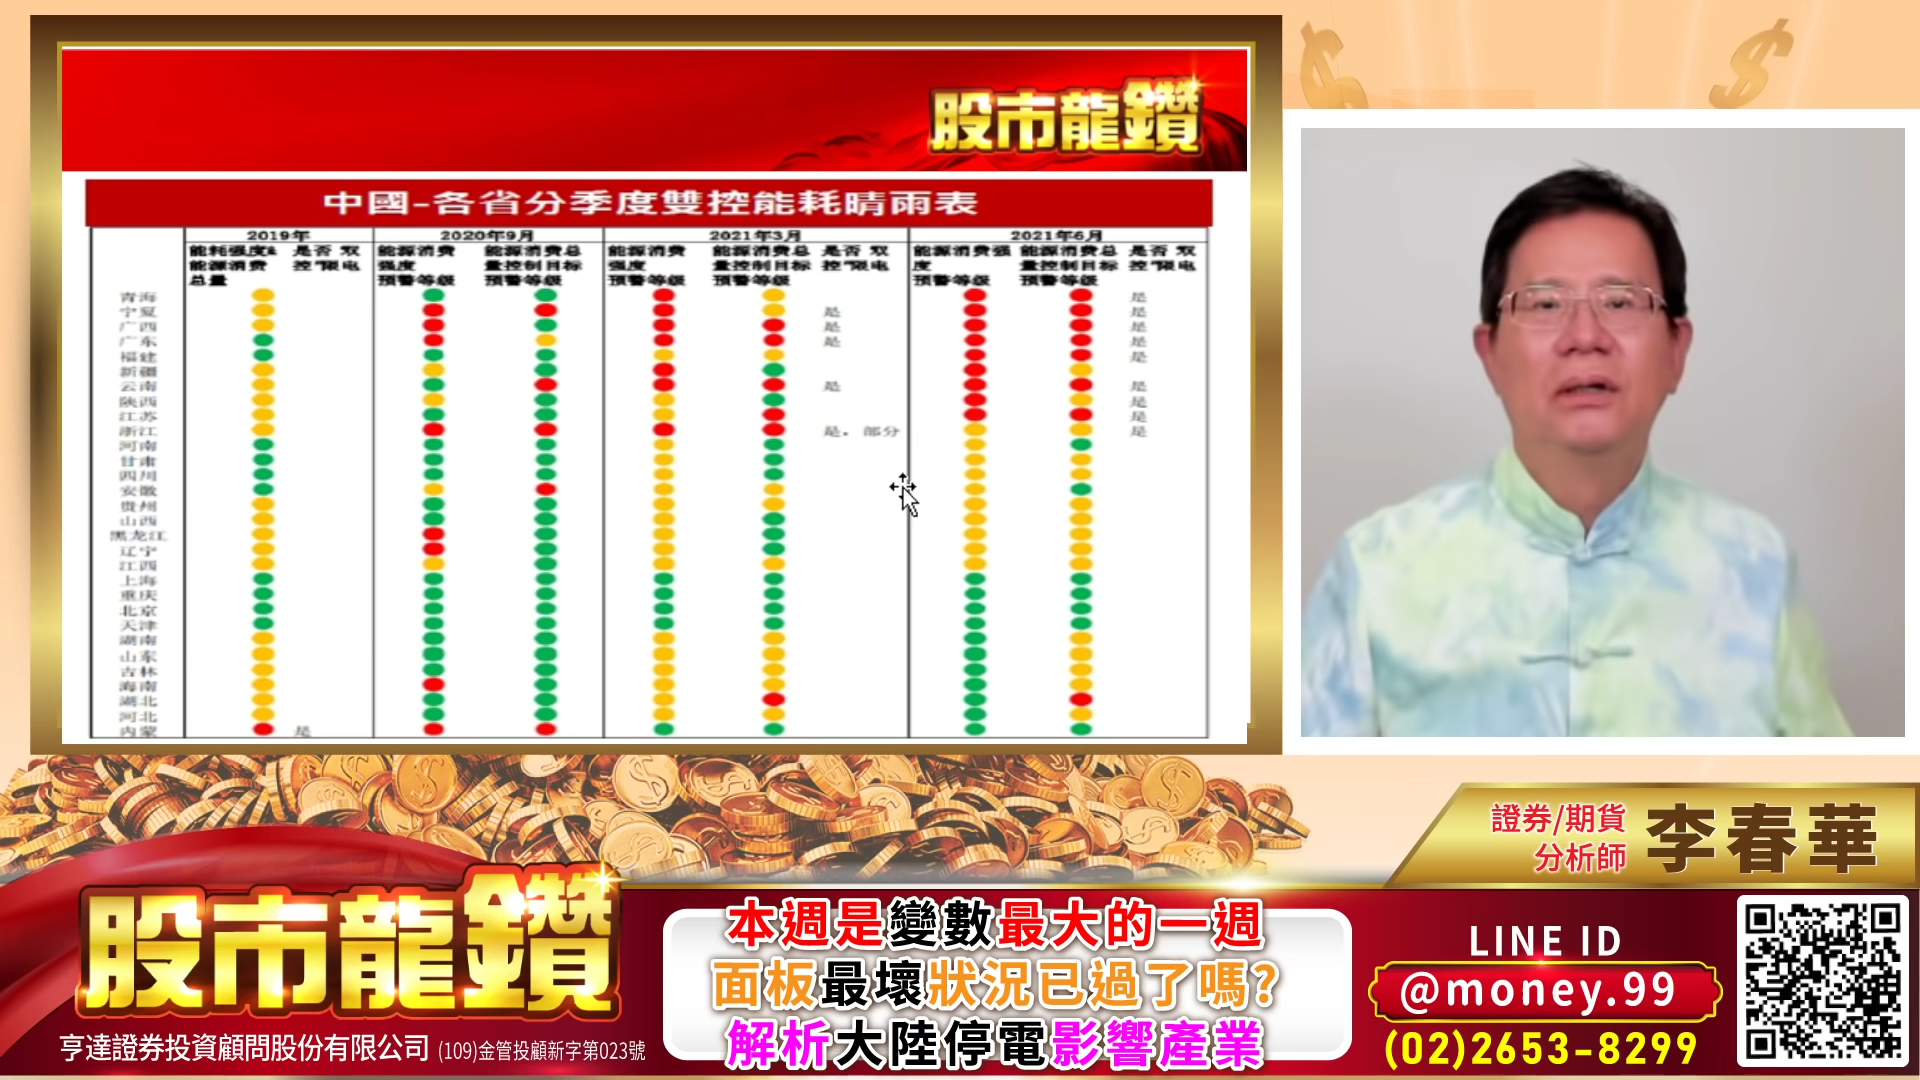 股市龍鑽
中國-各省分季度雙控能耗晴雨表
2019年 2020年9月 2021年3月 2021年6月
能耗强度& 能源消费 总量 是否"双控"限电 能源消费 强度 预警等级 能源消费总 量控制目标 预警等级 能源消费 强度 预警等级 能源消费总 量控制目标 预警等级 是否"双控"限电 能源消费强 度 预警等级 能源消费总 量控制目标 预警等级 是否"双控"限电
青海 是
宁夏 是 是
广西 是 是
广东 是 是
福建 是
新疆
云南 是 是
陕西 是
江苏 是
浙江 是，部分 是
河南
甘肃
四川
安徽
贵州
山西
黑龙江
辽宁
江西
上海
重庆
北京
天津
湖南
山东
吉林
海南
湖北
河北
内蒙 是
證券/期貨
分析師
李春華
股市龍鑽
亨達證券投資顧問股份有限公司 (109)金管投顧新字第023號
本週是變數最大的一週
面板最壞狀況已過了嗎?
解析大陸停電影響產業
LINE ID
@money.99
(02)2653-8299